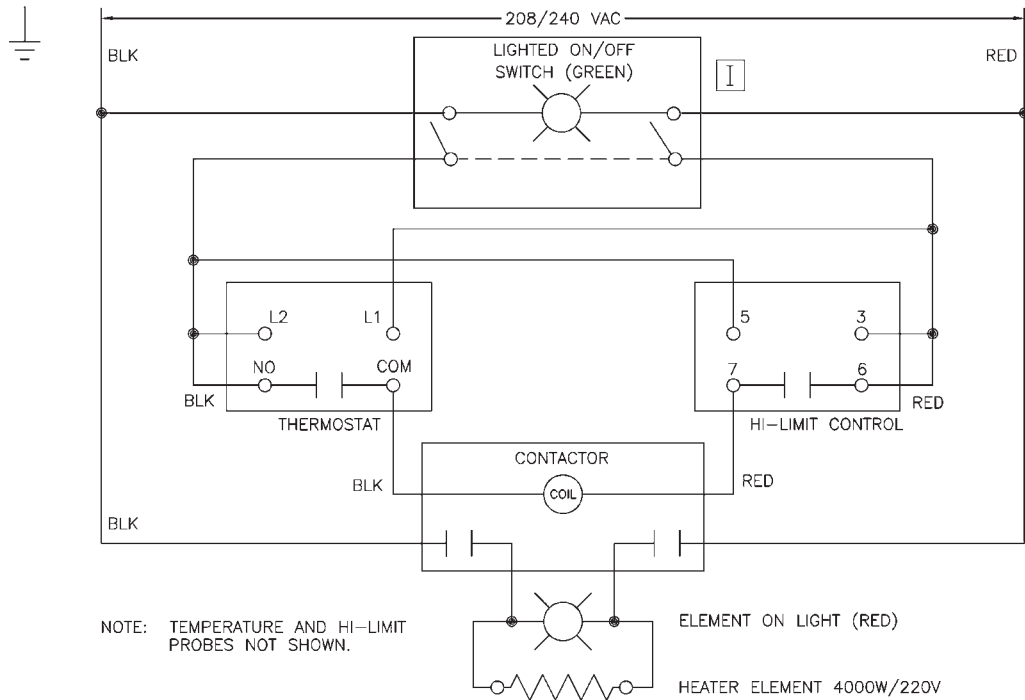 208/240 VAC
BLK
RED
LIGHTED ON/OFF
SWITCH (GREEN)
I
L2
L1
5
3
NO
COM
7
6
BLK
RED
THERMOSTAT
HI-LIMIT CONTROL
CONTACTOR
BLK
COIL
RED
BLK
NOTE: TEMPERATURE AND HI-LIMIT
PROBES NOT SHOWN.
ELEMENT ON LIGHT (RED)
HEATER ELEMENT 4000W/220V